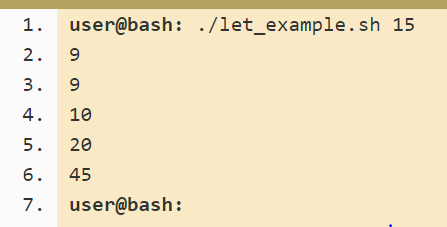 1. user@bash: ./let_example.sh 15
2. 9
3. 9
4. 10
5. 20
6. 45
7. user@bash: